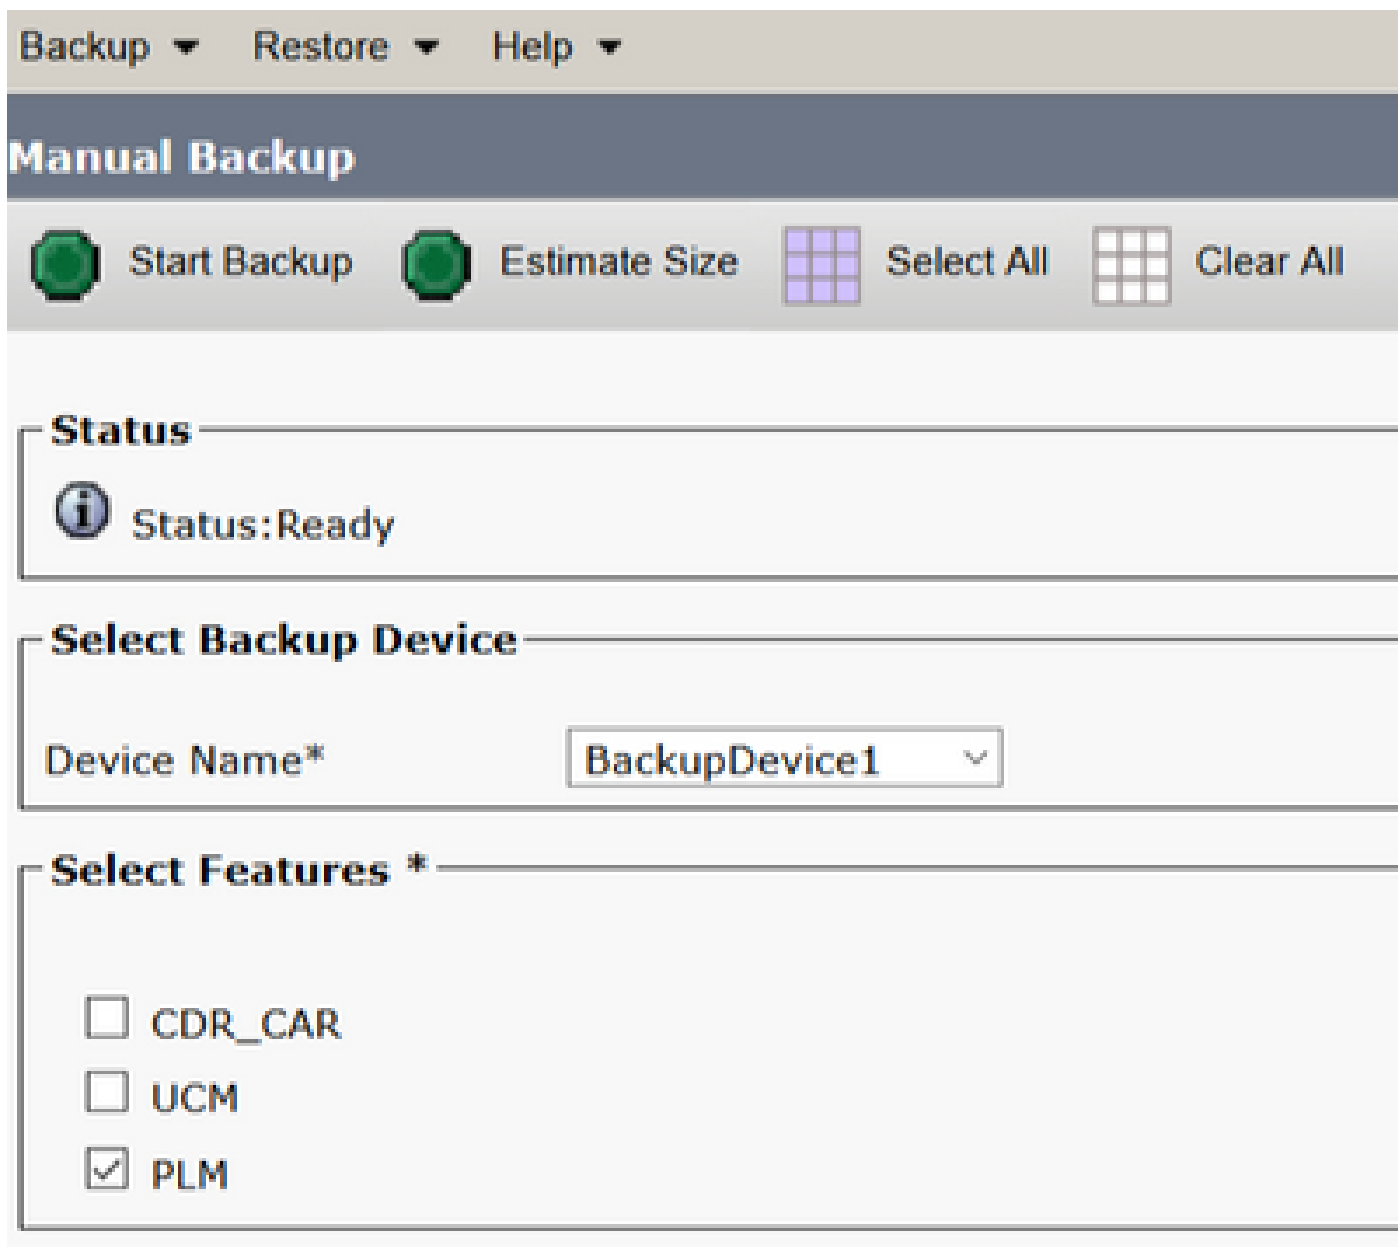 Backup Restore Help
Manual Backup
Start Backup Estimate Size Select All Clear All
Status
Status:Ready
Select Backup Device
Device Name* BackupDevice1
Select Features *
CDR_CAR
UCM
PLM